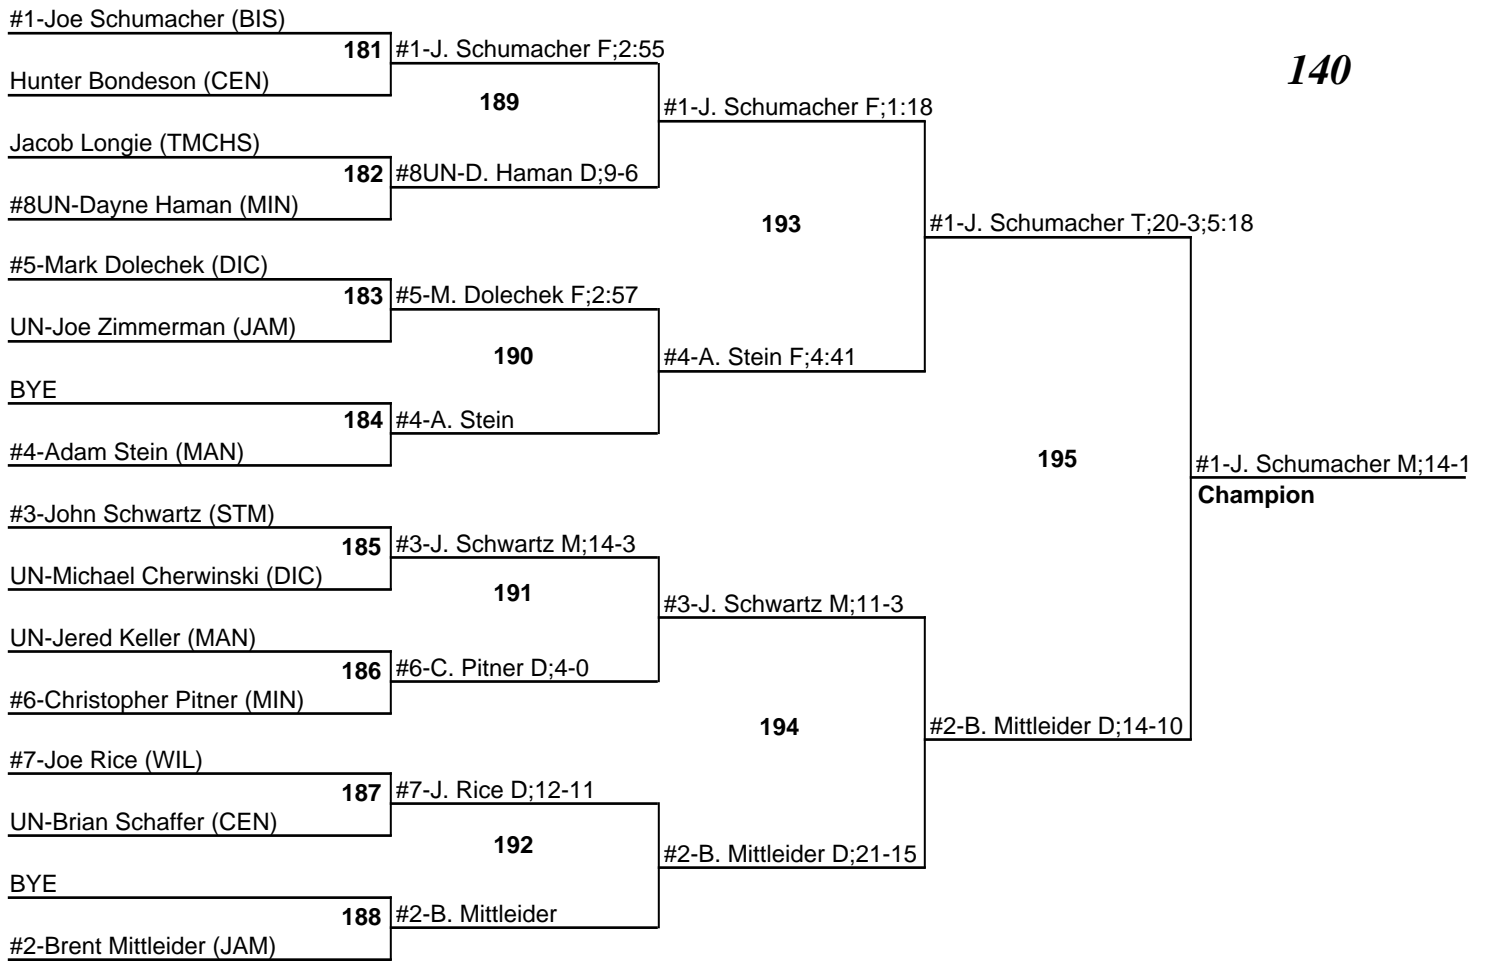 #1-Joe Schumacher (BIS)
181
#1-J. Schumacher F;2:55
140
Hunter Bondeson (CEN)
189
#1-J. Schumacher F;1:18
Jacob Longie (TMCHS)
182
#8UN-D. Haman D;9-6
#8UN-Dayne Haman (MIN)
193
#1-J. Schumacher T;20-3;5:18
#5-Mark Dolechek (DIC)
183
#5-M. Dolechek F;2:57
UN-Joe Zimmerman (JAM)
190
#4-A. Stein F;4:41
BYE
184
#4-A. Stein
#4-Adam Stein (MAN)
195
#1-J. Schumacher M;14-1
Champion
#3-John Schwartz (STM)
185
#3-J. Schwartz M;14-3
UN-Michael Cherwinski (DIC)
191
#3-J. Schwartz M;11-3
UN-Jered Keller (MAN)
186
#6-C. Pitner D;4-0
#6-Christopher Pitner (MIN)
194
#2-B. Mittleider D;14-10
#7-Joe Rice (WIL)
187
#7-J. Rice D;12-11
UN-Brian Schaffer (CEN)
192
#2-B. Mittleider D;21-15
BYE
188
#2-B. Mittleider
#2-Brent Mittleider (JAM)